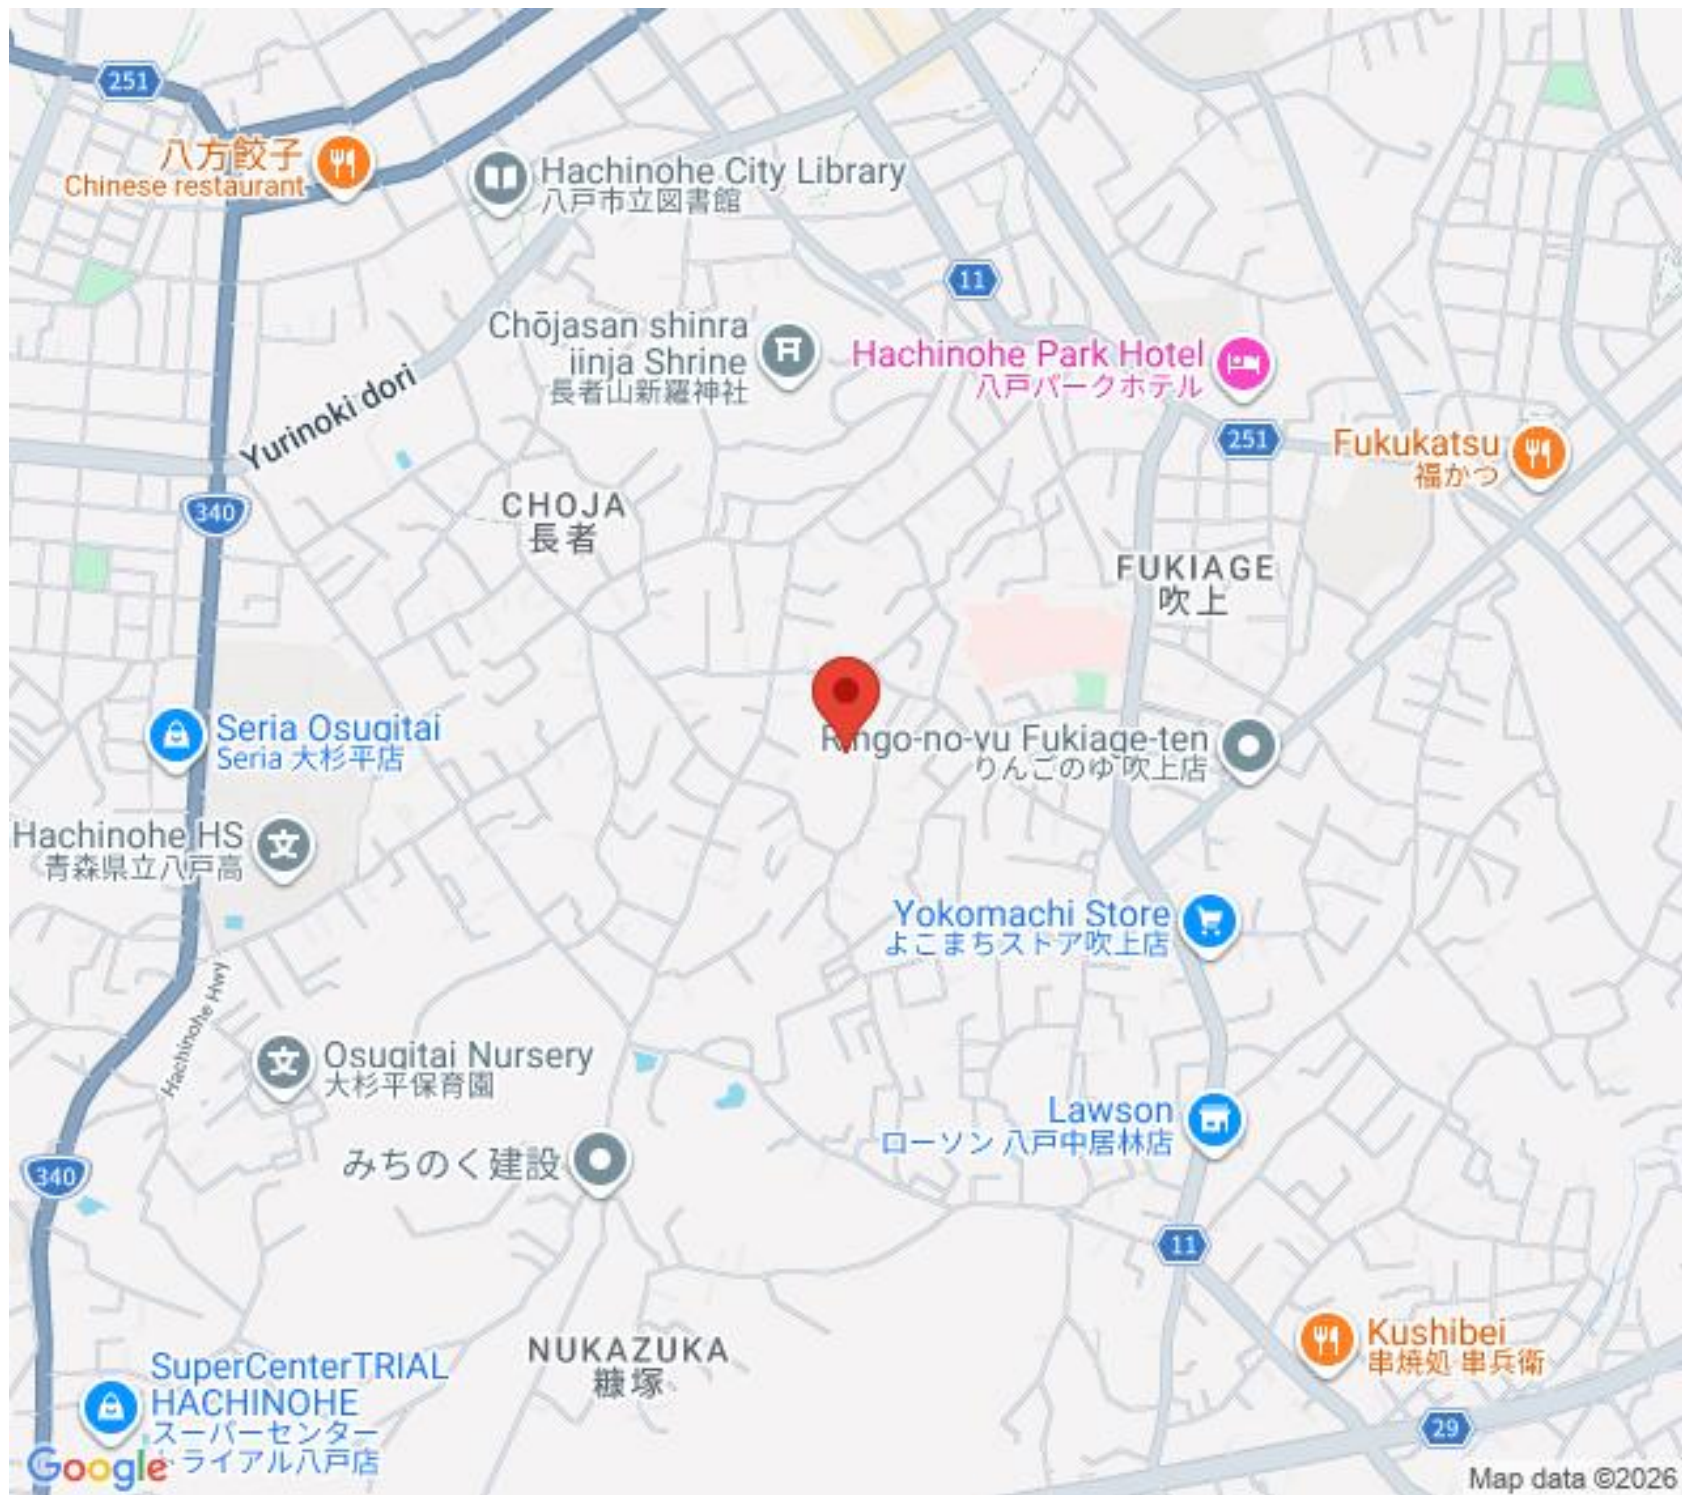 251
八方餃子
Chinese restaurant
Hachinohe City Library
八戸市立図書館
11
Chōjasan shinra
jinja Shrine
長者山新羅神社
Hachinohe Park Hotel
八戸パークホテル
Yurinoki dori
251
Fukukatsu
福かつ
340
CHOJA
長者
FUKIAGE
吹上
Seria Osugitai
Seria 大杉平店
Ringo-no-yu Fukiage-ten
りんごのゆ 吹上店
Hachinohe HS
青森県立八戸高
Yokomachi Store
よこまちストア吹上店
Hachinohe Hwy
Osugitai Nursery
大杉平保育園
Lawson
ローソン 八戸中居林店
みちのく建設
340
11
Kushibei
串焼処 串兵衛
NUKAZUKA
糠塚
SuperCenterTRIAL
HACHINOHE
スーパーセンター
トライアル八戸店
29
Google
Map data ©2026